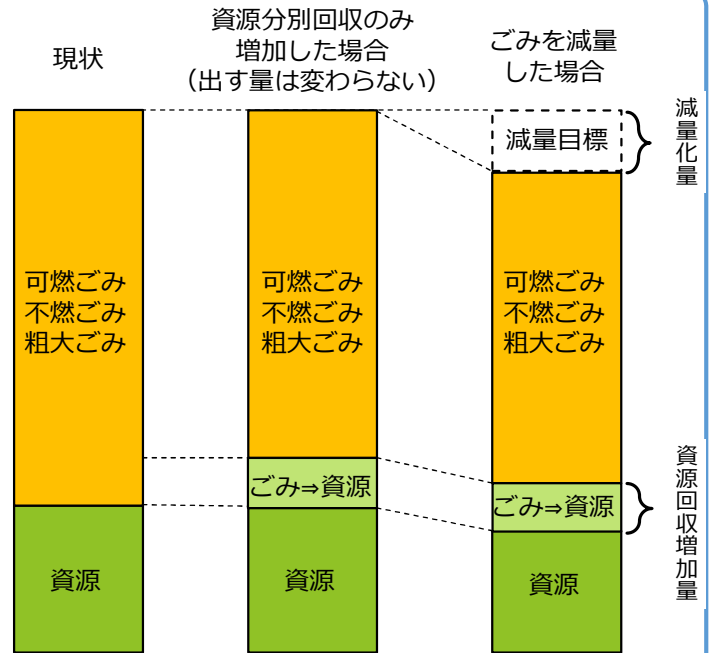 現状
資源分別回収のみ
増加した場合
（出す量は変わらない）
ごみを減量
した場合
減量目標
減量化量
可燃ごみ
不燃ごみ
粗大ごみ
可燃ごみ
不燃ごみ
粗大ごみ
可燃ごみ
不燃ごみ
粗大ごみ
ごみ⇒資源
ごみ⇒資源
資源回収増加量
資源
資源
資源